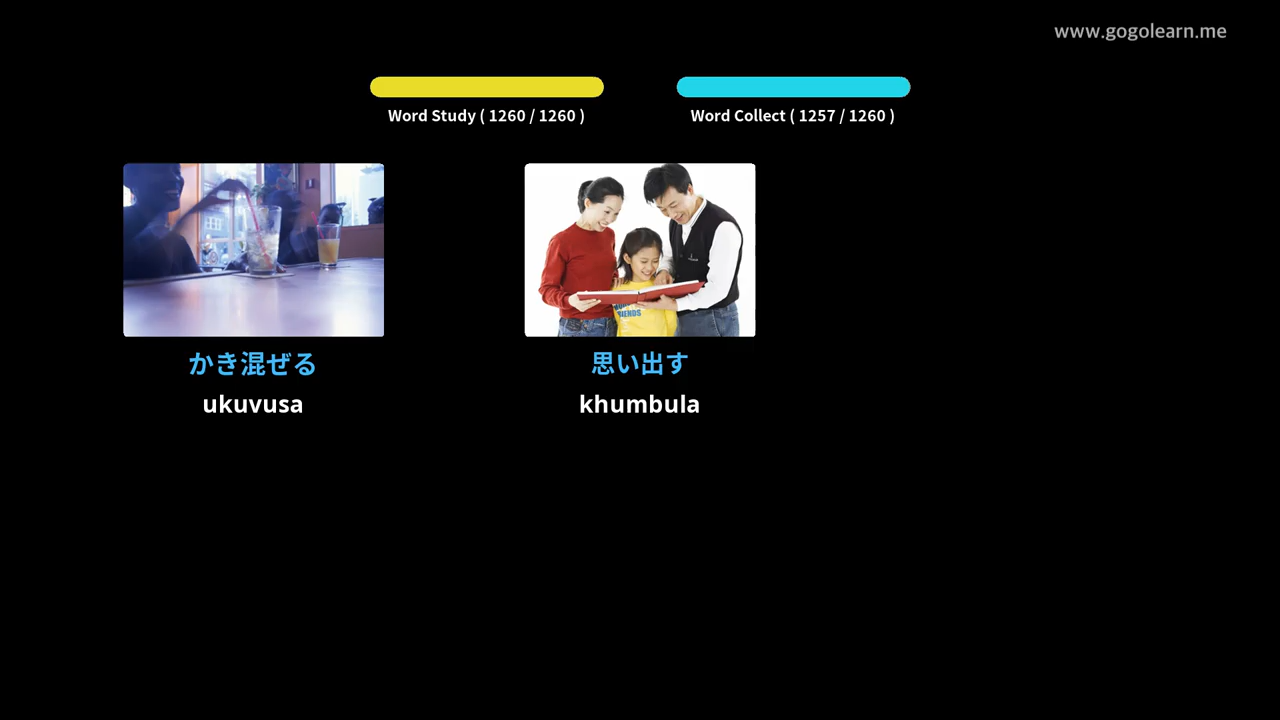 www.gogolearn.me
Word Study ( 1260 / 1260 )
Word Collect ( 1257 / 1260 )
かき混ぜる
ukuvusa
思い出す
khumbula